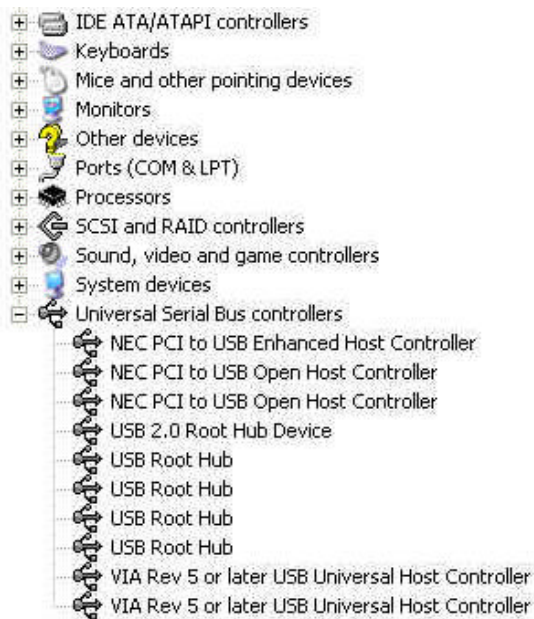 IDE ATA/ATAPI controllers
Keyboards
Mice and other pointing devices
Monitors
Other devices
Ports (COM & LPT)
Processors
SCSI and RAID controllers
Sound, video and game controllers
System devices
Universal Serial Bus controllers
NEC PCI to USB Enhanced Host Controller
NEC PCI to USB Open Host Controller
NEC PCI to USB Open Host Controller
USB 2.0 Root Hub Device
USB Root Hub
USB Root Hub
USB Root Hub
USB Root Hub
VIA Rev 5 or later USB Universal Host Controller
VIA Rev 5 or later USB Universal Host Controller